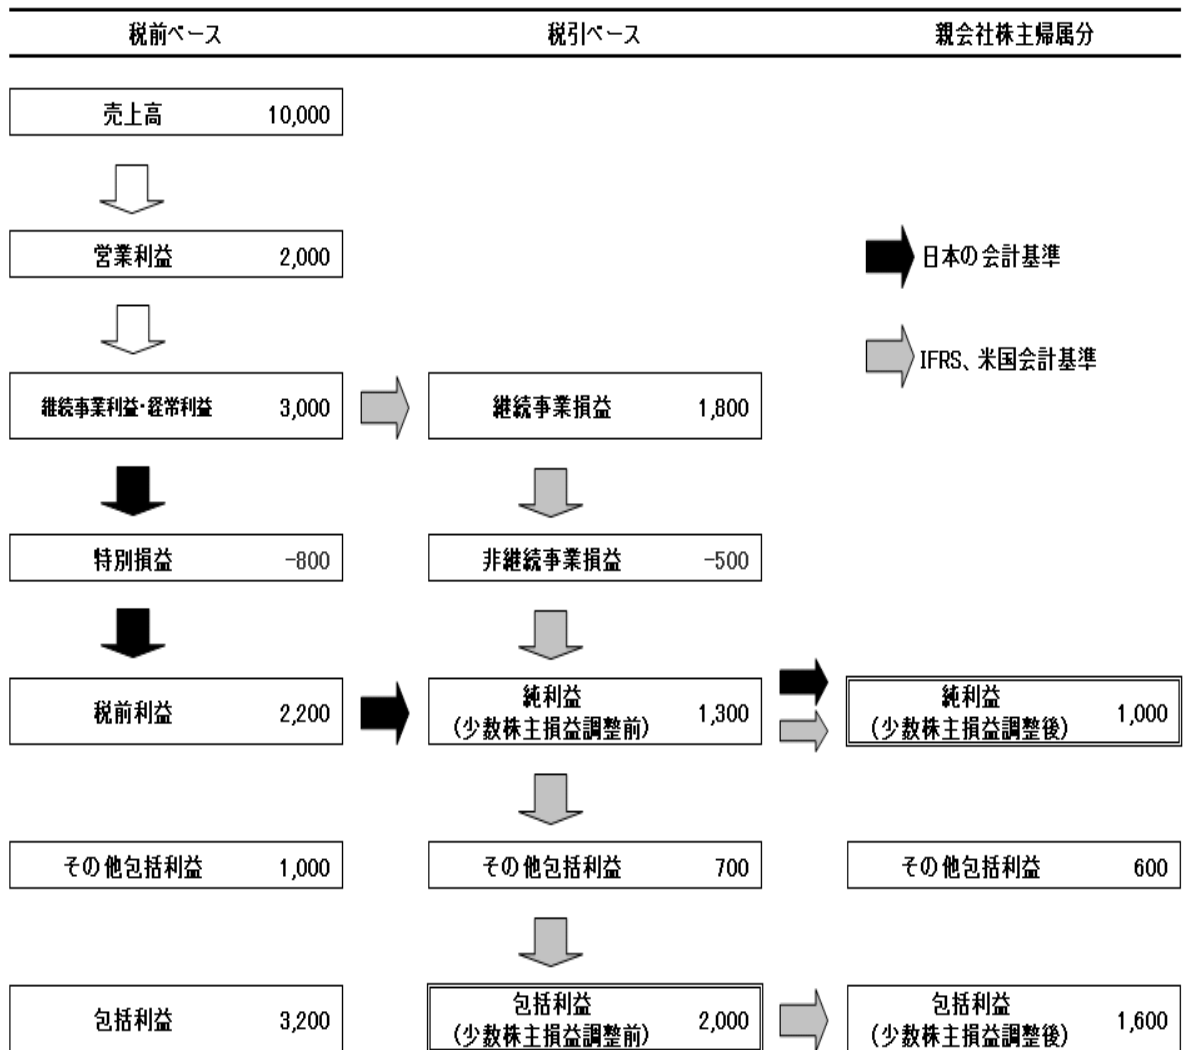 税前ベース 税引ベース 親会社株主帰属分
売上高 10,000
営業利益 2,000
日本の会計基準
IFRS、米国会計基準
継続事業利益・経常利益 3,000 継続事業損益 1,800
特別損益 -800 非継続事業損益 -500
税前利益 2,200
純利益
(少数株主損益調整前) 1,300
純利益
(少数株主損益調整後) 1,000
その他包括利益 1,000 その他包括利益 700 その他包括利益 600
包括利益 3,200
包括利益
(少数株主損益調整前) 2,000
包括利益
(少数株主損益調整後) 1,600